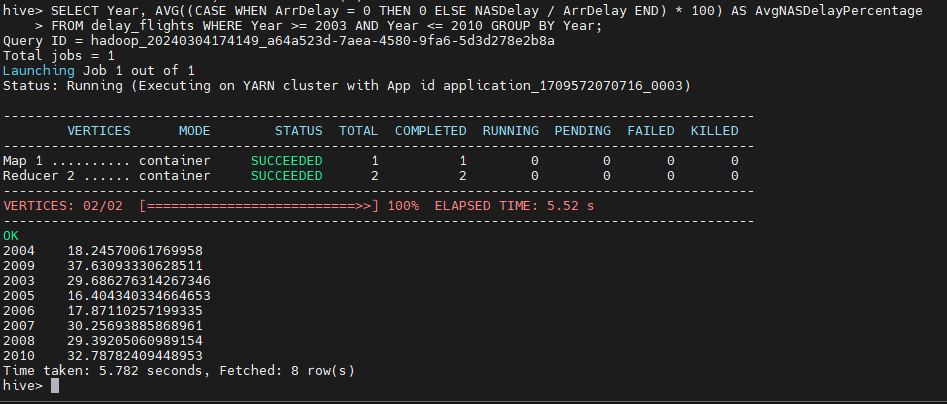 hive> SELECT Year, AVG((CASE WHEN ArrDelay = 0 THEN 0 ELSE NASDelay / ArrDelay END) * 100) AS AvgNASDelayPercentage
    > FROM delay_flights WHERE Year >= 2003 AND Year <= 2010 GROUP BY Year;
Query ID = hadoop_20240304174149_a64a523d-7aea-4580-9fa6-5d3d278e2b8a
Total jobs = 1
Launching Job 1 out of 1
Status: Running (Executing on YARN cluster with App id application_1709572070716_0003)
----------------------------------------------------------------------------------------------
        VERTICES      MODE        STATUS  TOTAL  COMPLETED  RUNNING  PENDING  FAILED  KILLED
----------------------------------------------------------------------------------------------
Map 1 .......... container     SUCCEEDED      1          1        0        0       0       0
Reducer 2 ...... container     SUCCEEDED      2          2        0        0       0       0
----------------------------------------------------------------------------------------------
VERTICES: 02/02  [==========================>>] 100%  ELAPSED TIME: 5.52 s
----------------------------------------------------------------------------------------------
OK
2004    18.24570061769958
2009    37.63093330628511
2003    29.686276314267346
2005    16.404340334664653
2006    17.87110257199335
2007    30.25693885868961
2008    29.39205060989154
2010    32.78782409448953
Time taken: 5.782 seconds, Fetched: 8 row(s)
hive>